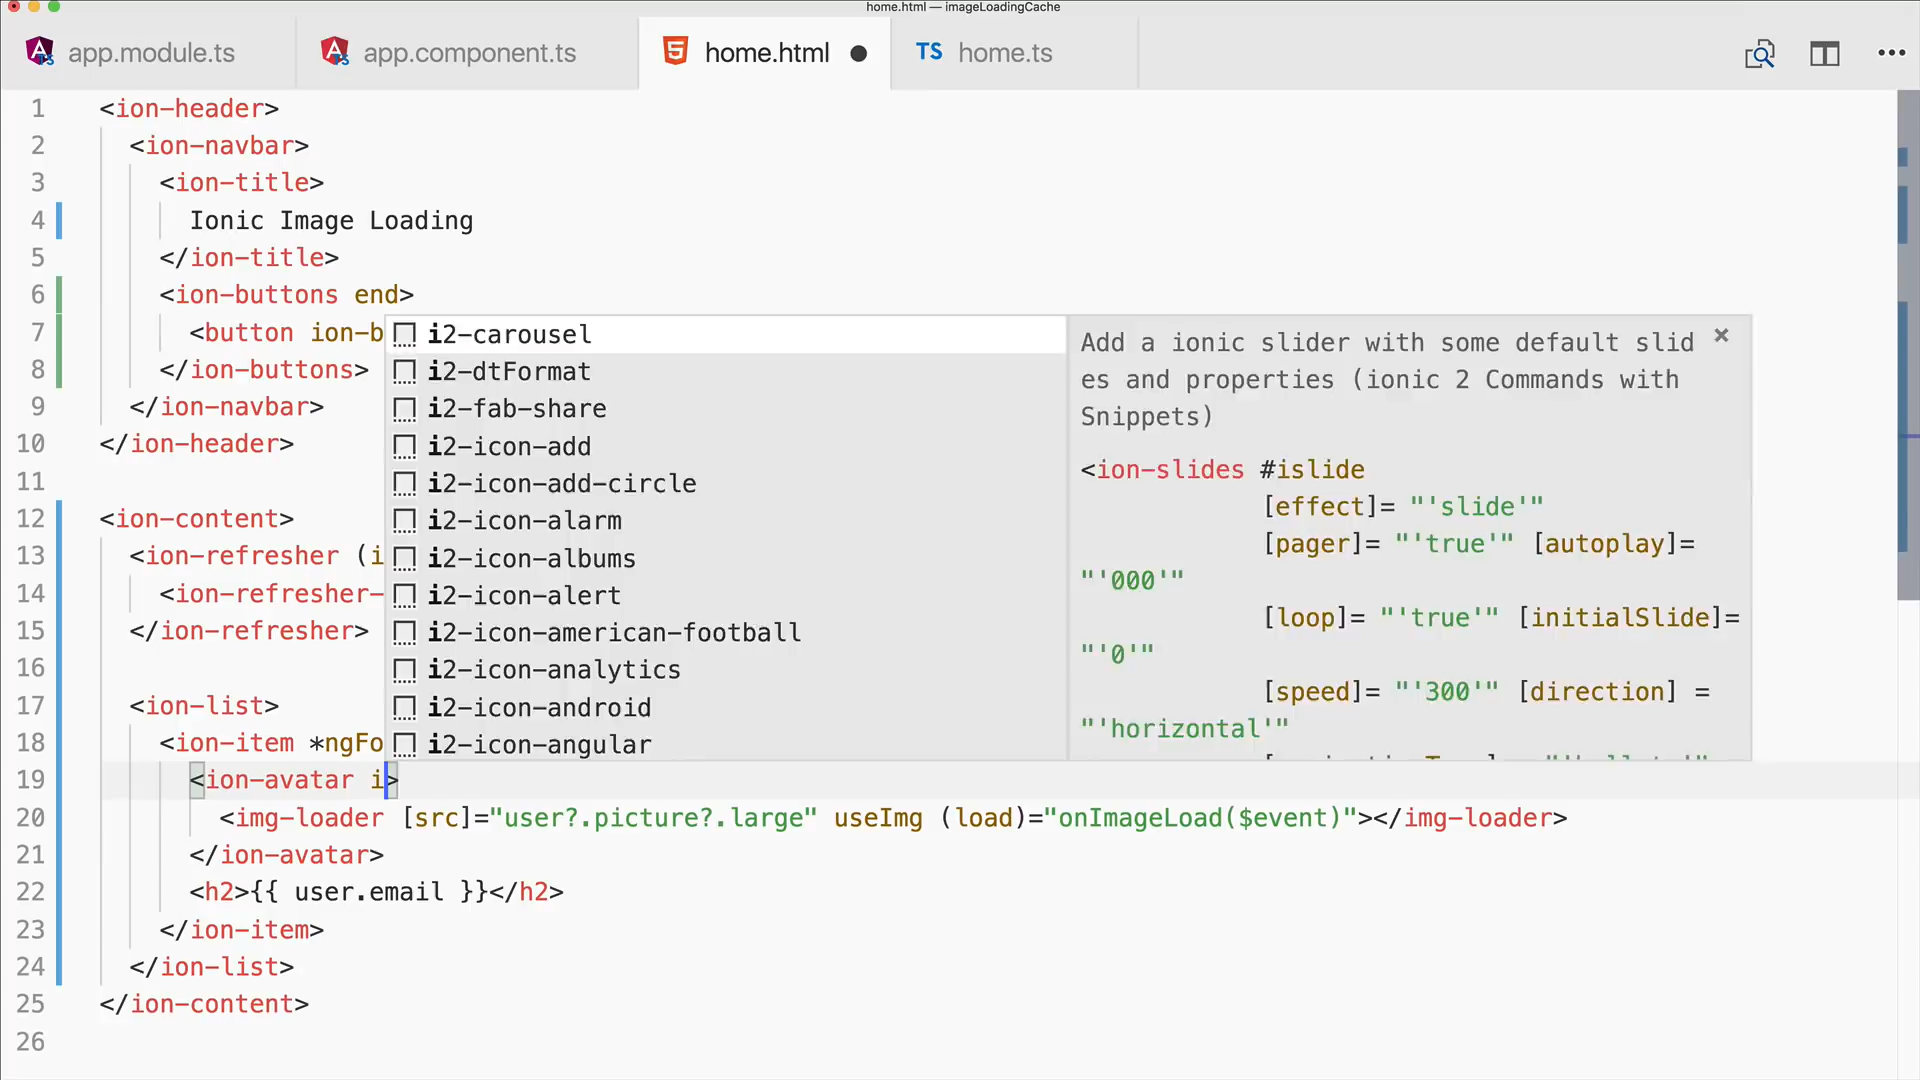 home.html — imageLoadingCache
app.module.ts
app.component.ts
home.html
TS home.ts
1 <ion-header>
2 <ion-navbar>
3 <ion-title>
4 Ionic Image Loading
5 </ion-title>
6 <ion-buttons end>
7 <button ion-b
8 </ion-buttons>
9 </ion-navbar>
10 </ion-header>
11
12 <ion-content>
13 <ion-refresher (i
14 <ion-refresher-
15 </ion-refresher>
16
17 <ion-list>
18 <ion-item *ngFo
19 <ion-avatar i>
20 <img-loader [src]="user?.picture?.large" useImg (load)="onImageLoad($event)"></img-loader>
21 </ion-avatar>
22 <h2>{{ user.email }}</h2>
23 </ion-item>
24 </ion-list>
25 </ion-content>
26
i2-carousel
i2-dtFormat
i2-fab-share
i2-icon-add
i2-icon-add-circle
i2-icon-alarm
i2-icon-albums
i2-icon-alert
i2-icon-american-football
i2-icon-analytics
i2-icon-android
i2-icon-angular
Add a ionic slider with some default slid
es and properties (ionic 2 Commands with
Snippets)
<ion-slides #islide
[effect]= "'slide'"
[pager]= "'true'" [autoplay]=
"'000'"
[loop]= "'true'" [initialSlide]=
"'0'"
[speed]= "'300'" [direction] =
"'horizontal'"